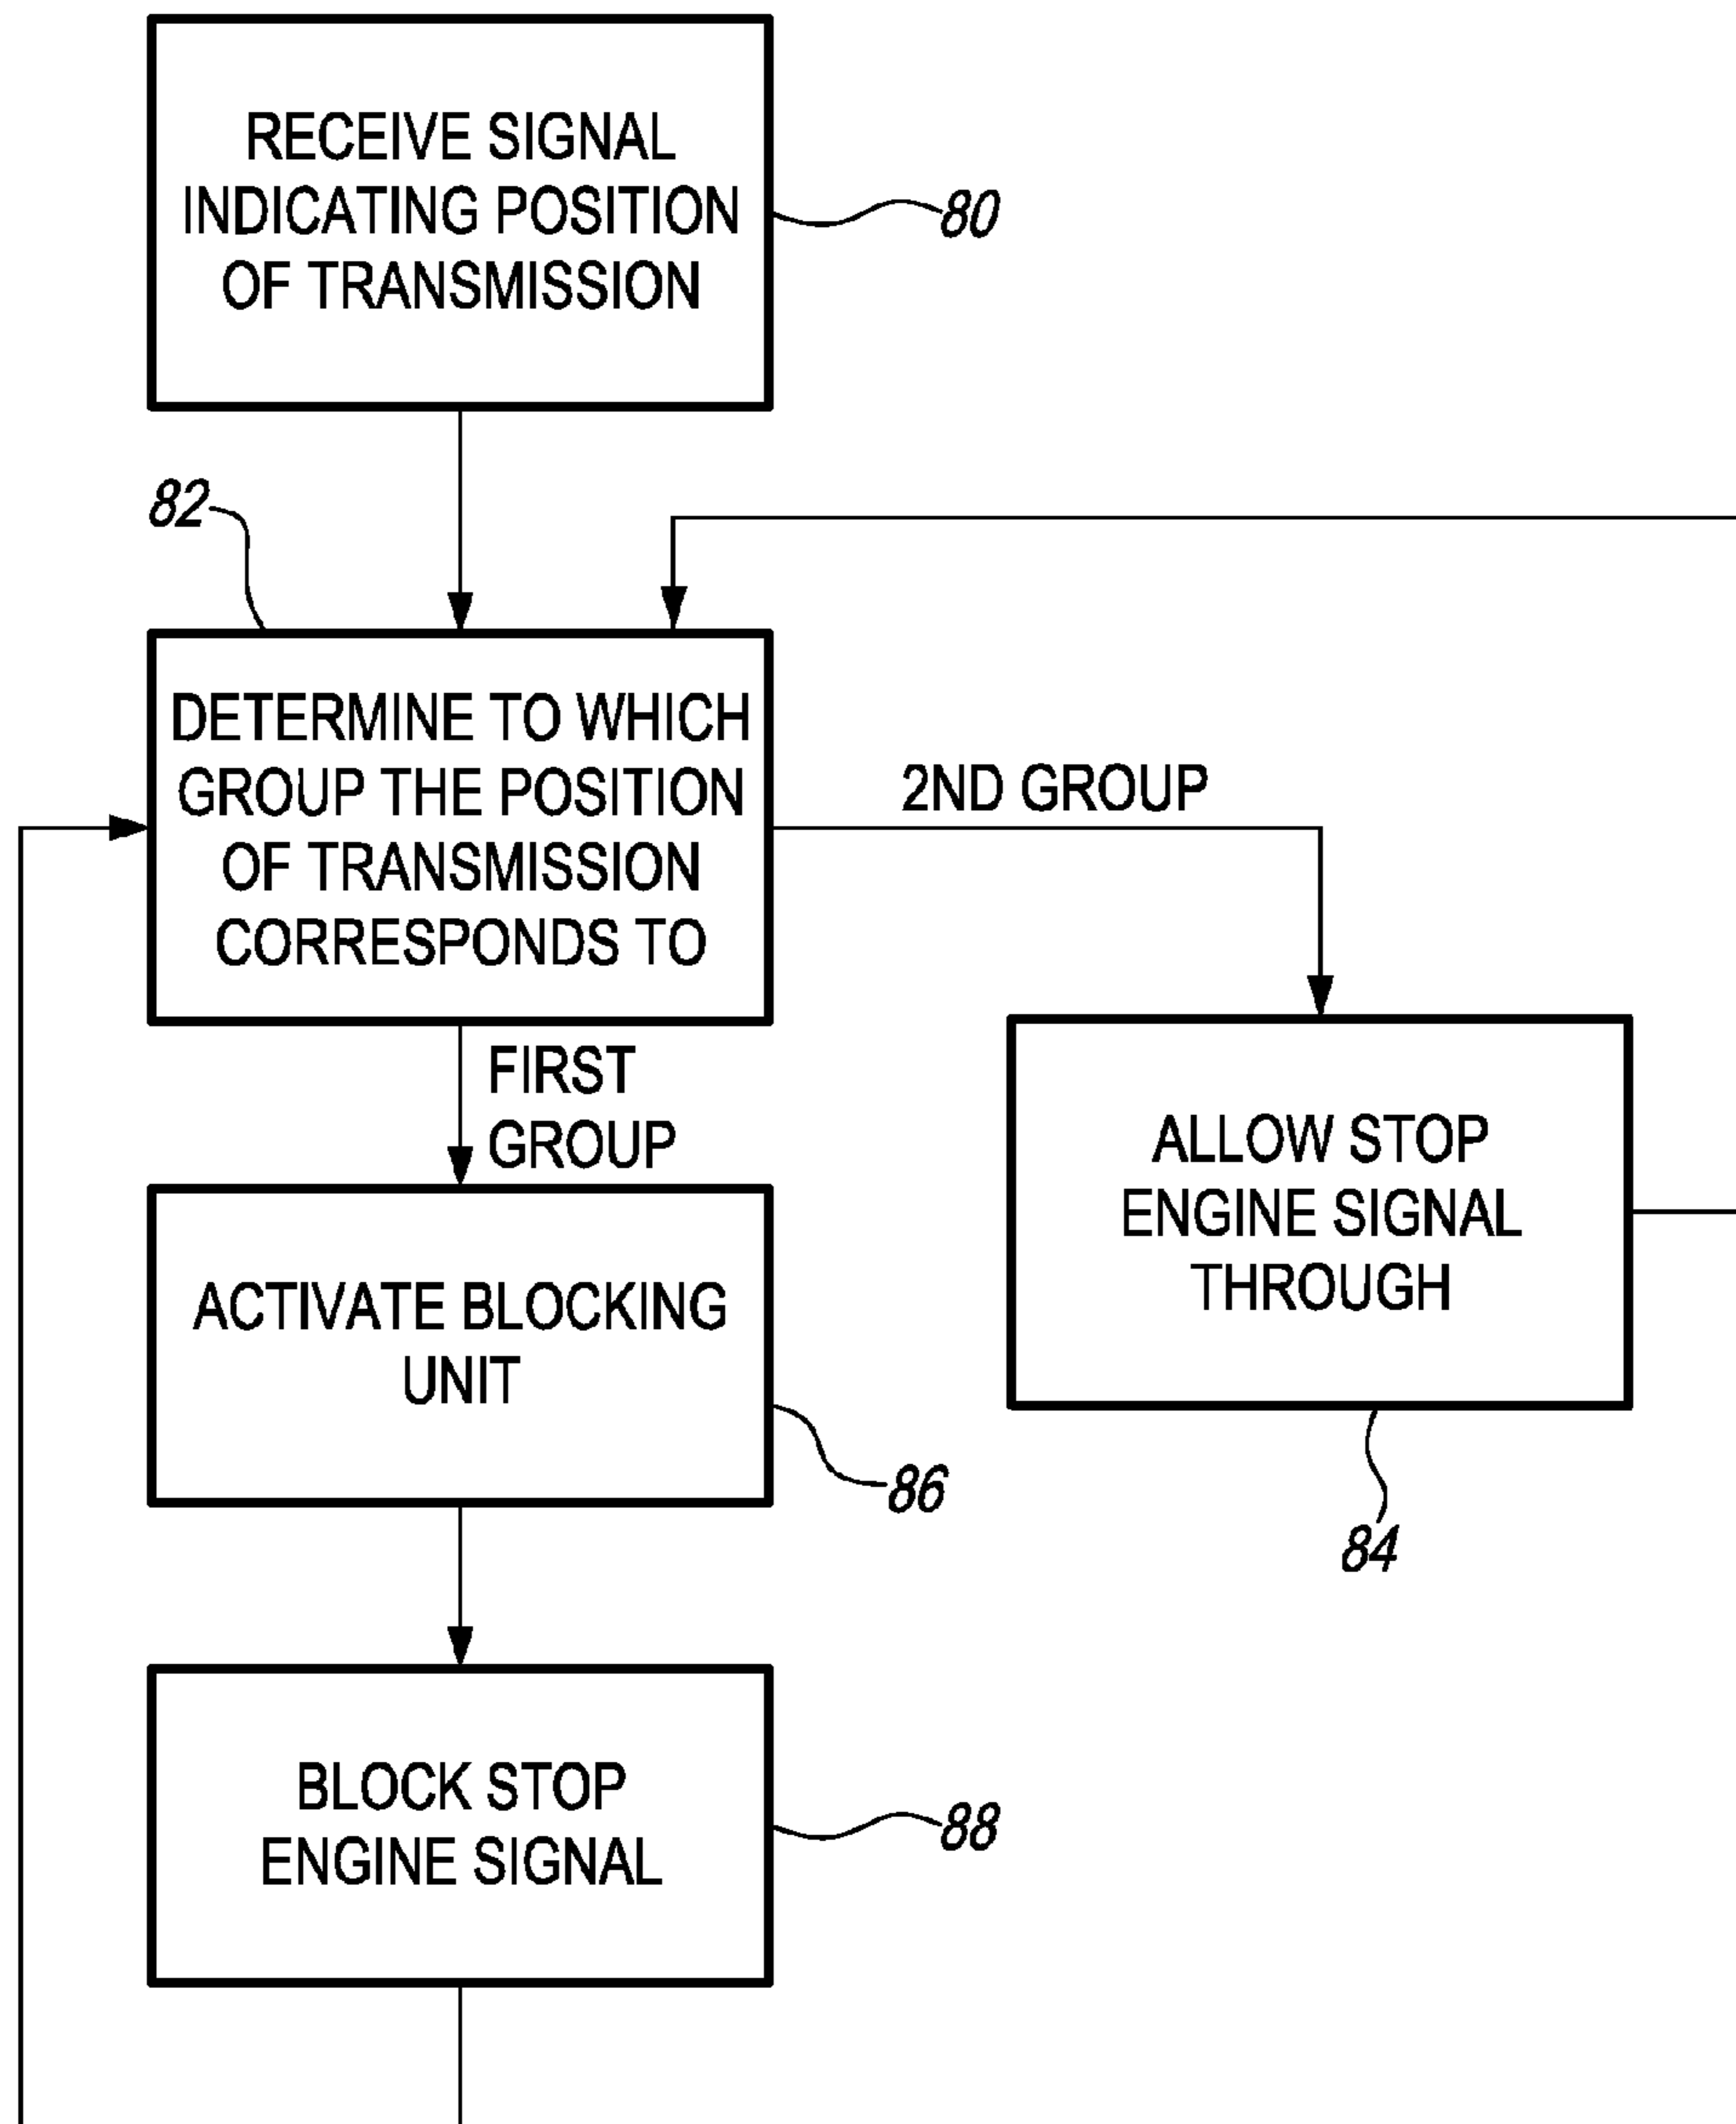 RECEIVE SIGNAL
INDICATING POSITION
OF TRANSMISSION
80
82
DETERMINE TO WHICH
GROUP THE POSITION
OF TRANSMISSION
CORRESPONDS TO
2ND GROUP
FIRST
GROUP
ALLOW STOP
ENGINE SIGNAL
THROUGH
84
ACTIVATE BLOCKING
UNIT
86
BLOCK STOP
ENGINE SIGNAL
88